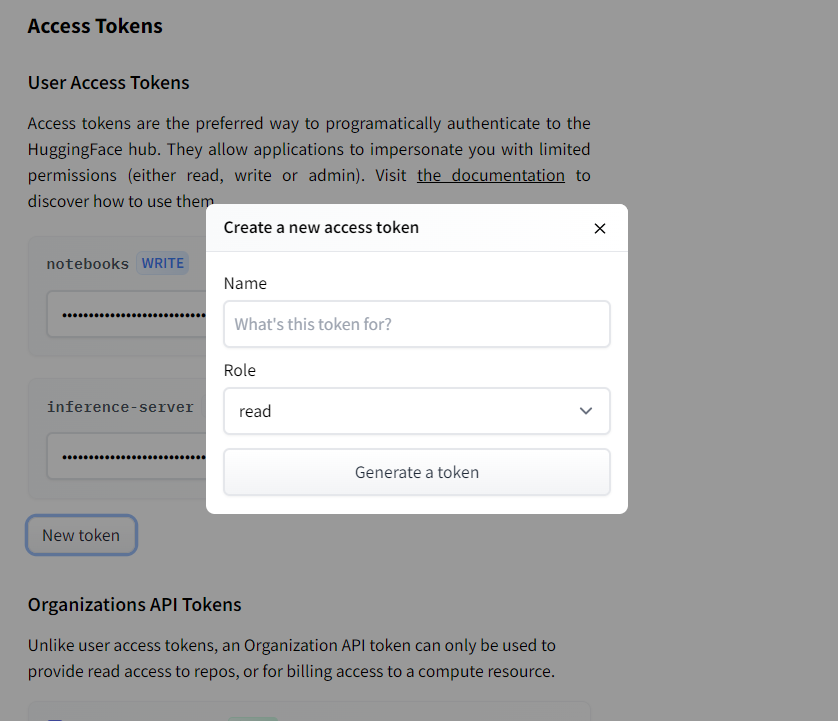 Access Tokens
User Access Tokens
Access tokens are the preferred way to programatically authenticate to the
HuggingFace hub. They allow applications to impersonate you with limited
permissions (either read, write or admin). Visit the documentation to
discover how to use them
Create a new access token
notebooks WRITE
Name
What's this token for?
Role
read
inference-server
Generate a token
New token
Organizations API Tokens
Unlike user access tokens, an Organization API token can only be used to
provide read access to repos, or for billing access to a compute resource.